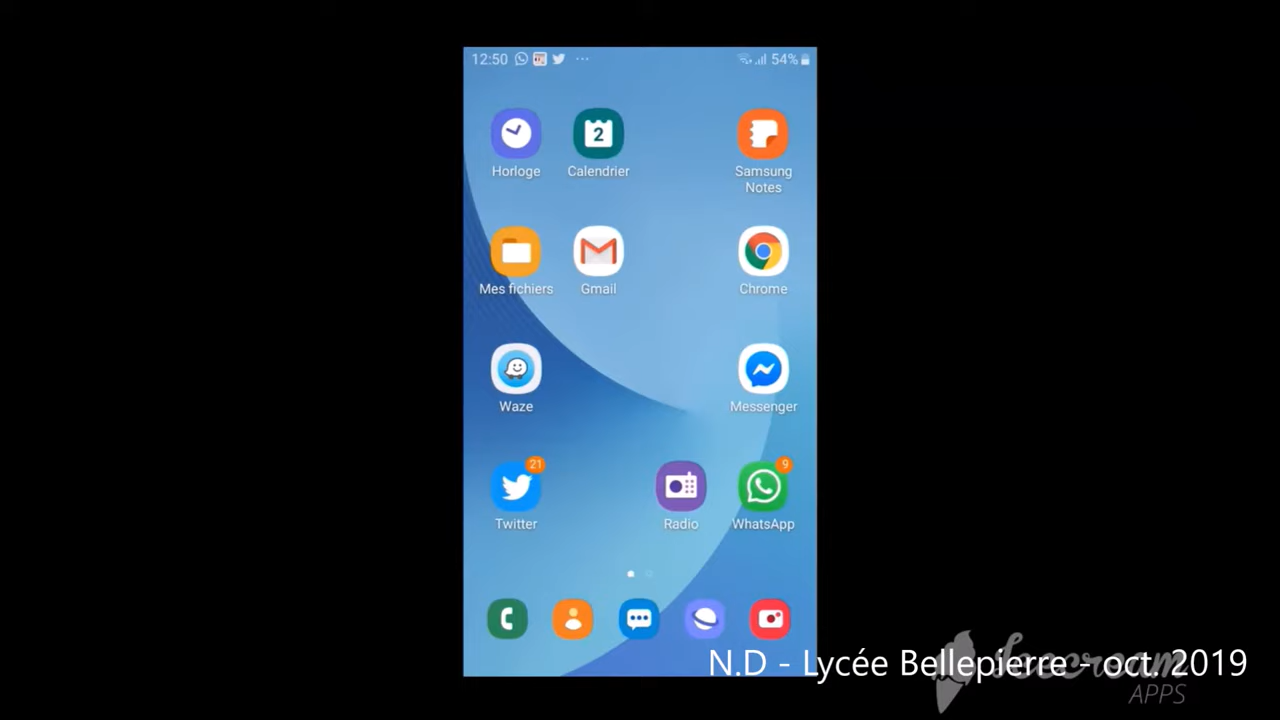 12:50 54%
2
Horloge Calendrier Samsung Notes
Mes fichiers Gmail Chrome
Waze Messenger
21 9
Twitter Radio WhatsApp
N.D - Lycée Bellepierre - oct. 2019
Icecream
APPS